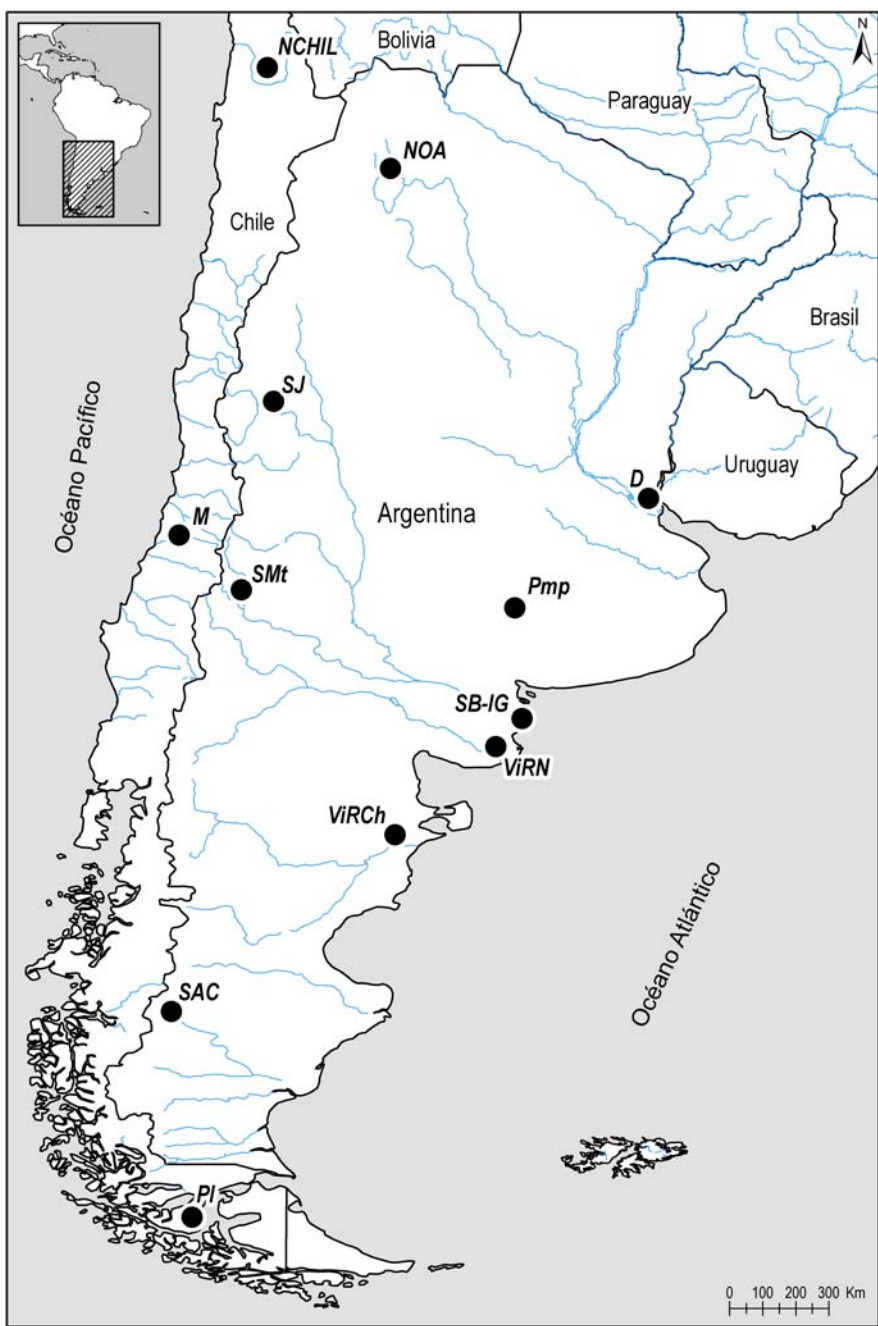 N
NCHIL
Bolivia
Paraguay
NOA
Chile
Brasil
SJ
Océano Pacífico
D
Uruguay
Argentina
M
SMt
Pmp
SB-IG
ViRN
ViRCh
Océano Atlántico
SAC
PI
0 100 200 300 Km